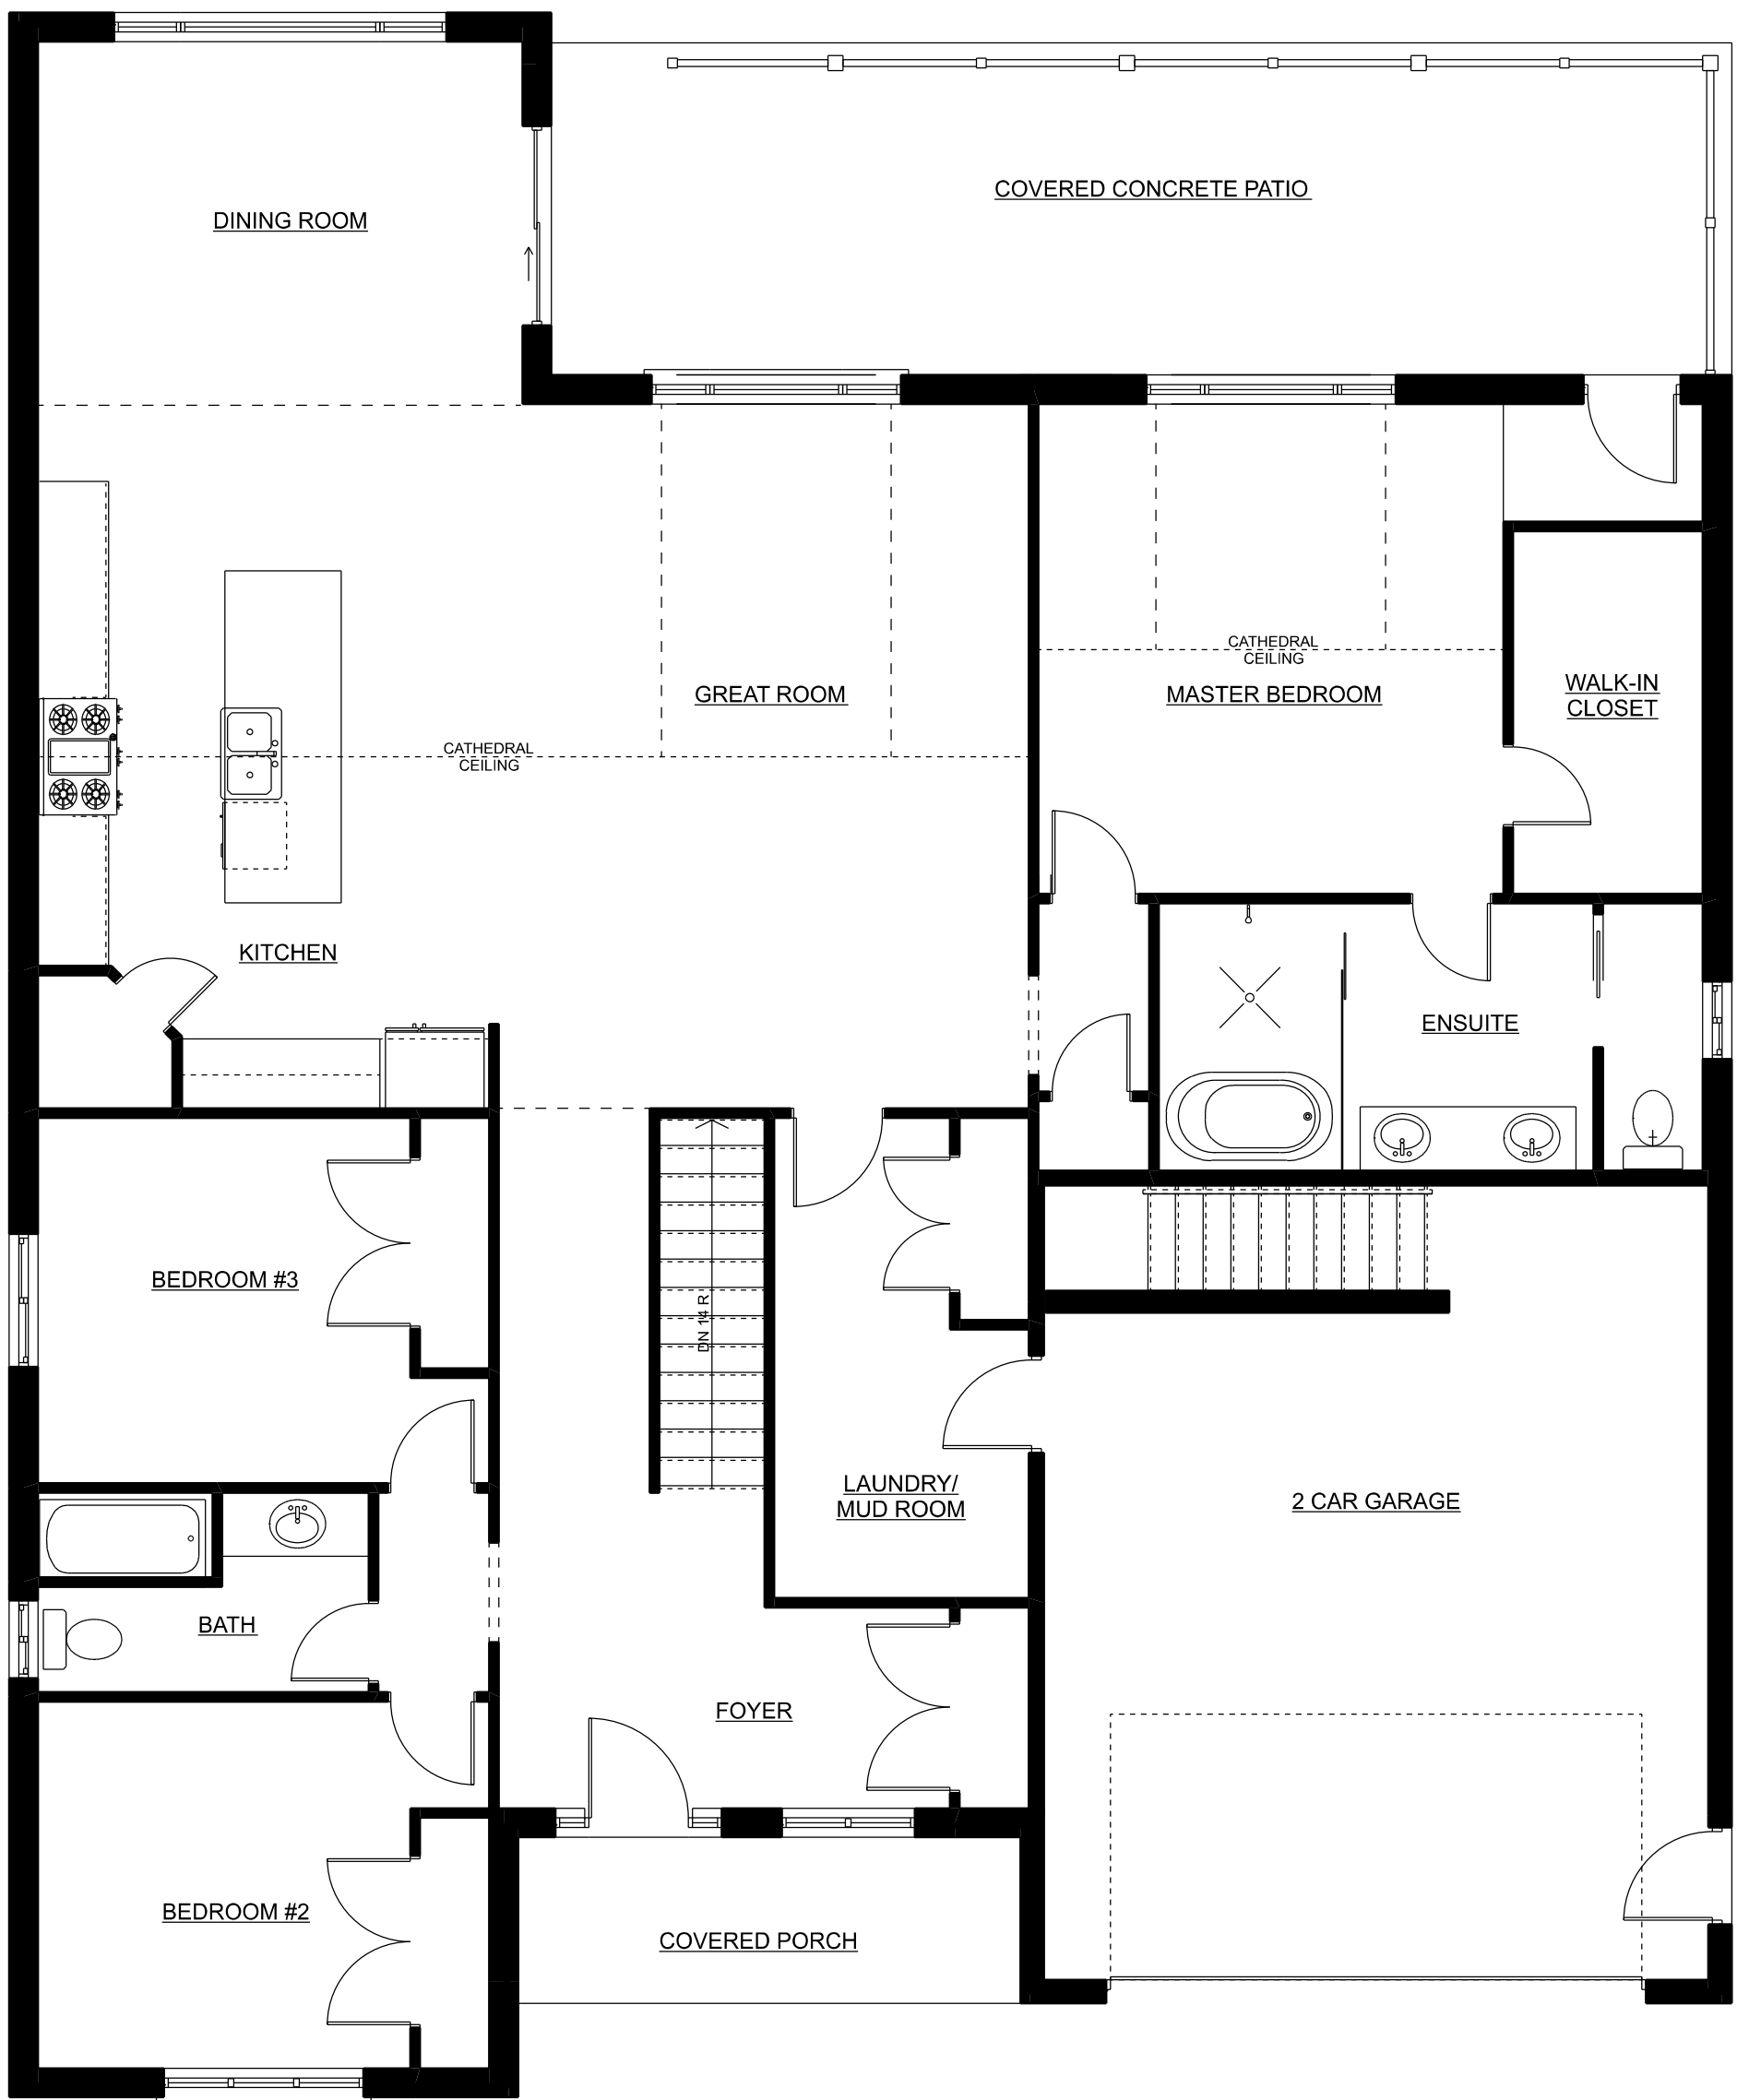 COVERED CONCRETE PATIO
DINING ROOM
CATHEDRAL
CEILING
GREAT ROOM
MASTER BEDROOM
WALK-IN
CLOSET
CATHEDRAL
CEILING
KITCHEN
ENSUITE
BEDROOM #3
DN 14 R
LAUNDRY/
MUD ROOM
2 CAR GARAGE
BATH
FOYER
BEDROOM #2
COVERED PORCH